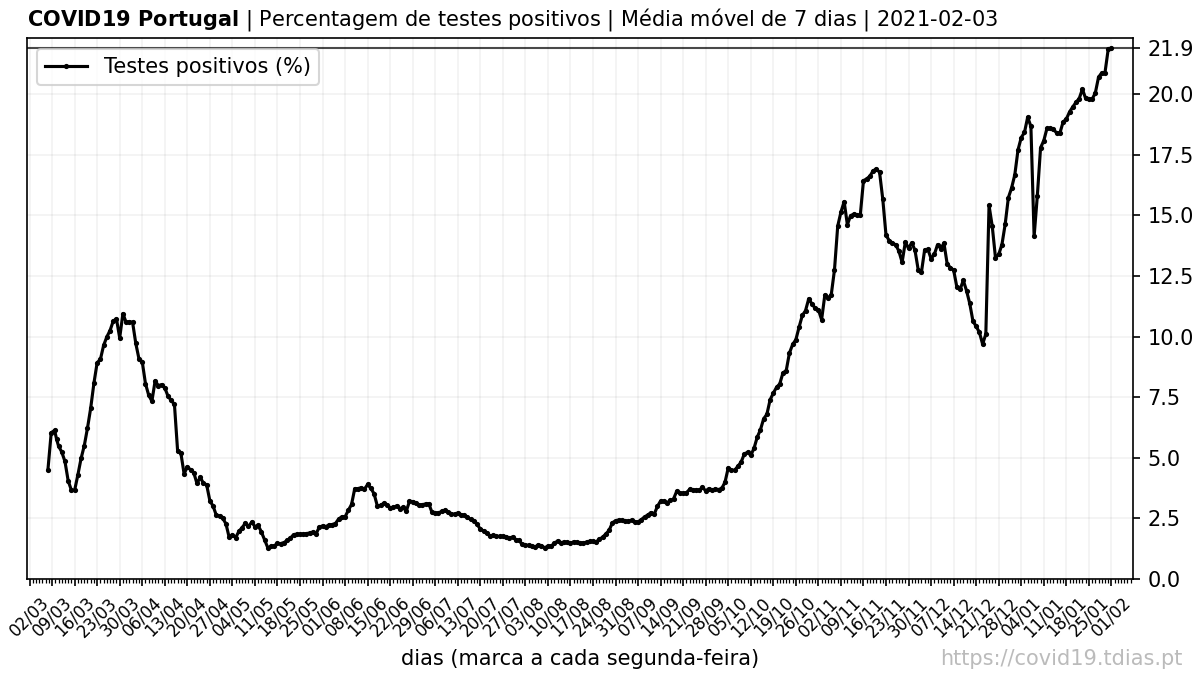 COVID19 Portugal | Percentagem de testes positivos | Média móvel de 7 dias | 2021-02-03
Testes positivos (%)
21.9
20.0
17.5
15.0
12.5
10.0
7.5
5.0
2.5
0.0
02/03 09/03 16/03 23/03 30/03 06/04 13/04 20/04 27/04 04/05 11/05 18/05 25/05 01/06 08/06 15/06 22/06 29/06 06/07 13/07 20/07 27/07 03/08 10/08 17/08 24/08 31/08 07/09 14/09 21/09 28/09 05/10 12/10 19/10 26/10 02/11 09/11 16/11 23/11 30/11 07/12 14/12 21/12 28/12 04/01 11/01 18/01 25/01 01/02
dias (marca a cada segunda-feira)
https://covid19.tdias.pt